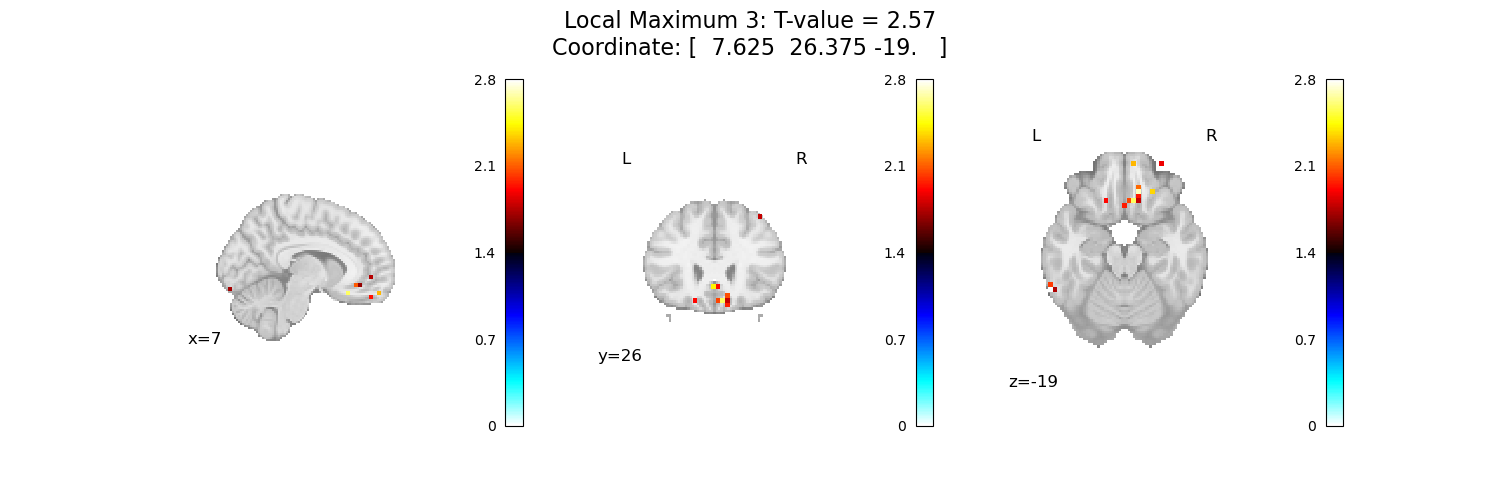 Local Maximum 3: T-value = 2.57
Coordinate: [  7.625  26.375 -19.   ]
2.8
2.1
1.4
0.7
0
x=7
L
R
2.8
2.1
1.4
0.7
0
y=26
L
R
2.8
2.1
1.4
0.7
0
z=-19